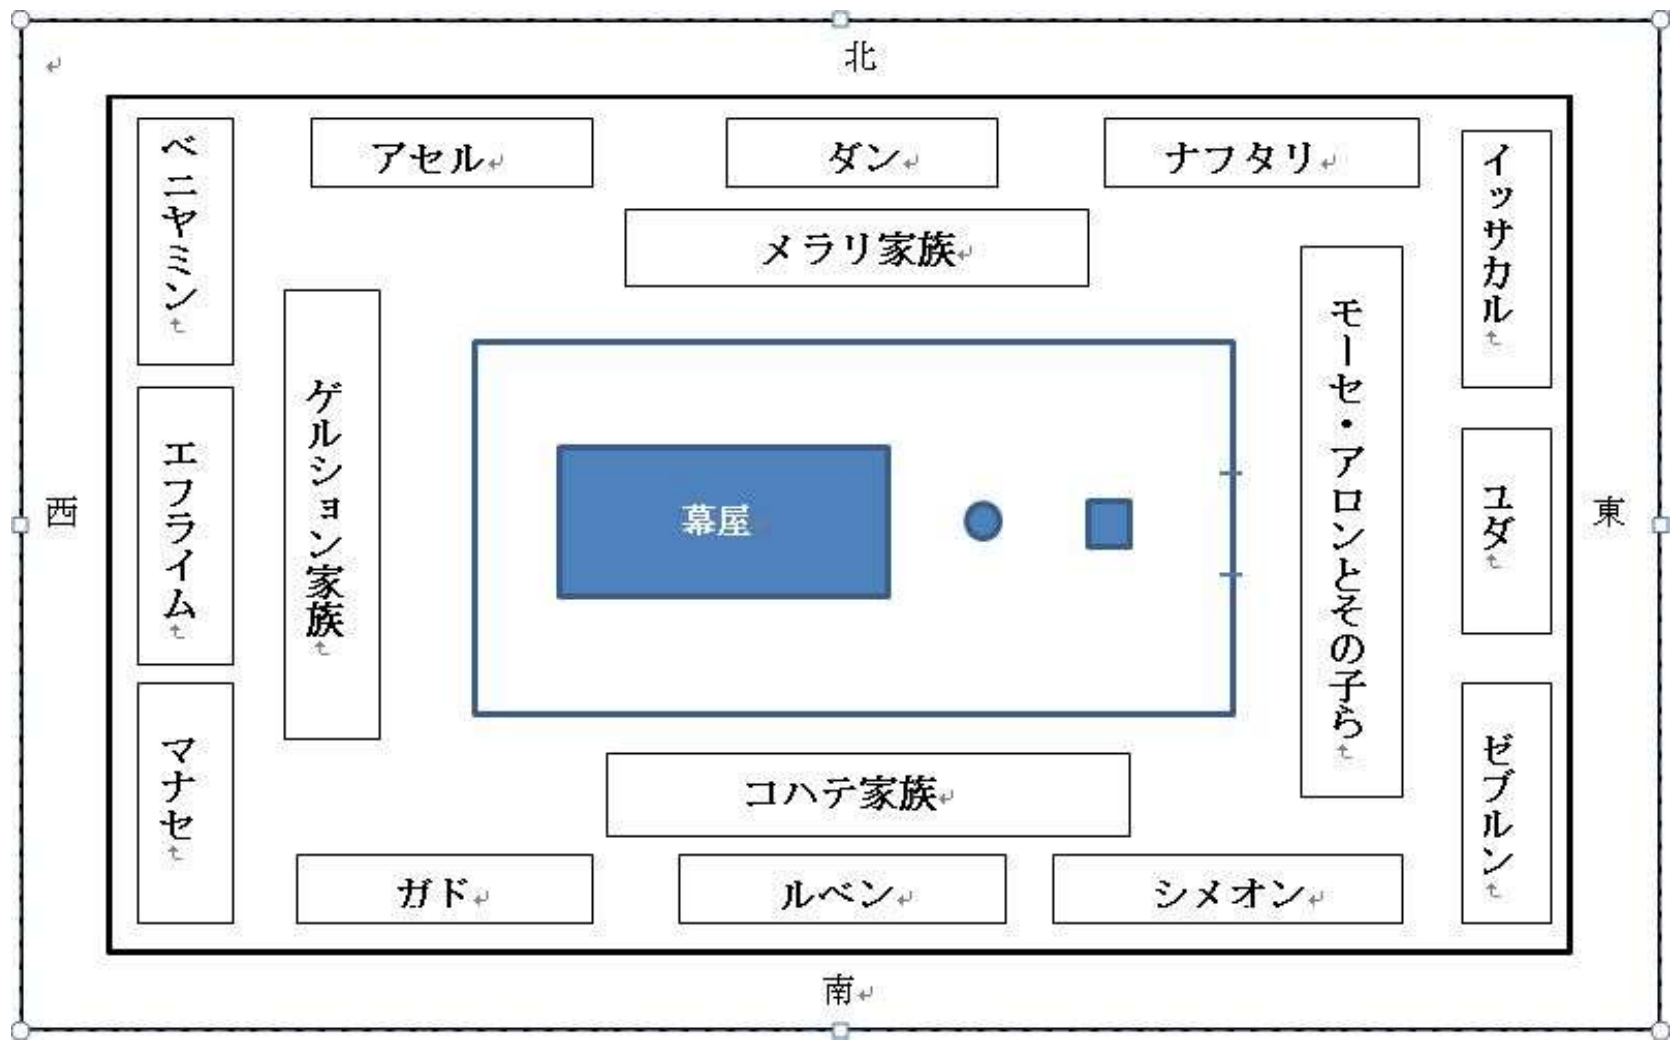 北
アセル
ダン
ナフタリ
メラリ家族
ベニヤミン
エフライム
マナセ
ゲルション家族
西
幕屋
モーセ・アロンとその子ら
イッサカル
ユダ
ゼブルン
東
コハテ家族
ガド
ルベン
シメオン
南